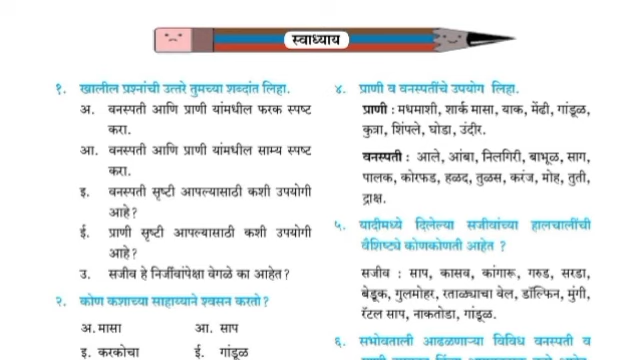 स्वाध्याय
१. खालील प्रश्नांची उत्तरे तुमच्या शब्दांत लिहा.
अ. वनस्पती आणि प्राणी यांमधील फरक स्पष्ट
करा.
आ. वनस्पती आणि प्राणी यांमधील साम्य स्पष्ट
करा.
इ. वनस्पती सृष्टी आपल्यासाठी कशी उपयोगी
आहे?
ई. प्राणी सृष्टी आपल्यासाठी कशी उपयोगी
आहे?
उ. सजीव हे निर्जीवांपेक्षा वेगळे का आहेत?
२. कोण कशाच्या साहाय्याने श्वसन करतो?
अ. मासा आ. साप
इ. करकोचा ई. गांडूळ
४. प्राणी व वनस्पतींचे उपयोग लिहा.
प्राणी : मधमाशी, शार्क मासा, याक, मेंढी, गांडूळ,
कुत्रा, शिंपले, घोडा, उंदीर.
वनस्पती : आले, आंबा, निलगिरी, बाभूळ, साग,
पालक, कोरफड, हळद, तुळस, करंज, मोह, तुती,
द्राक्ष.
५. यादीमध्ये दिलेल्या सजीवांच्या हालचालींची
वैशिष्ट्ये कोणकोणती आहेत ?
सजीव : साप, कासव, कांगारू, गरुड, सरडा,
बेडूक, गुलमोहर, रताळ्याचा वेल, डॉल्फिन, मुंगी,
रॅटल साप, नाकतोडा, गांडूळ.
६. सभोवताली आढळणाऱ्या विविध वनस्पती व